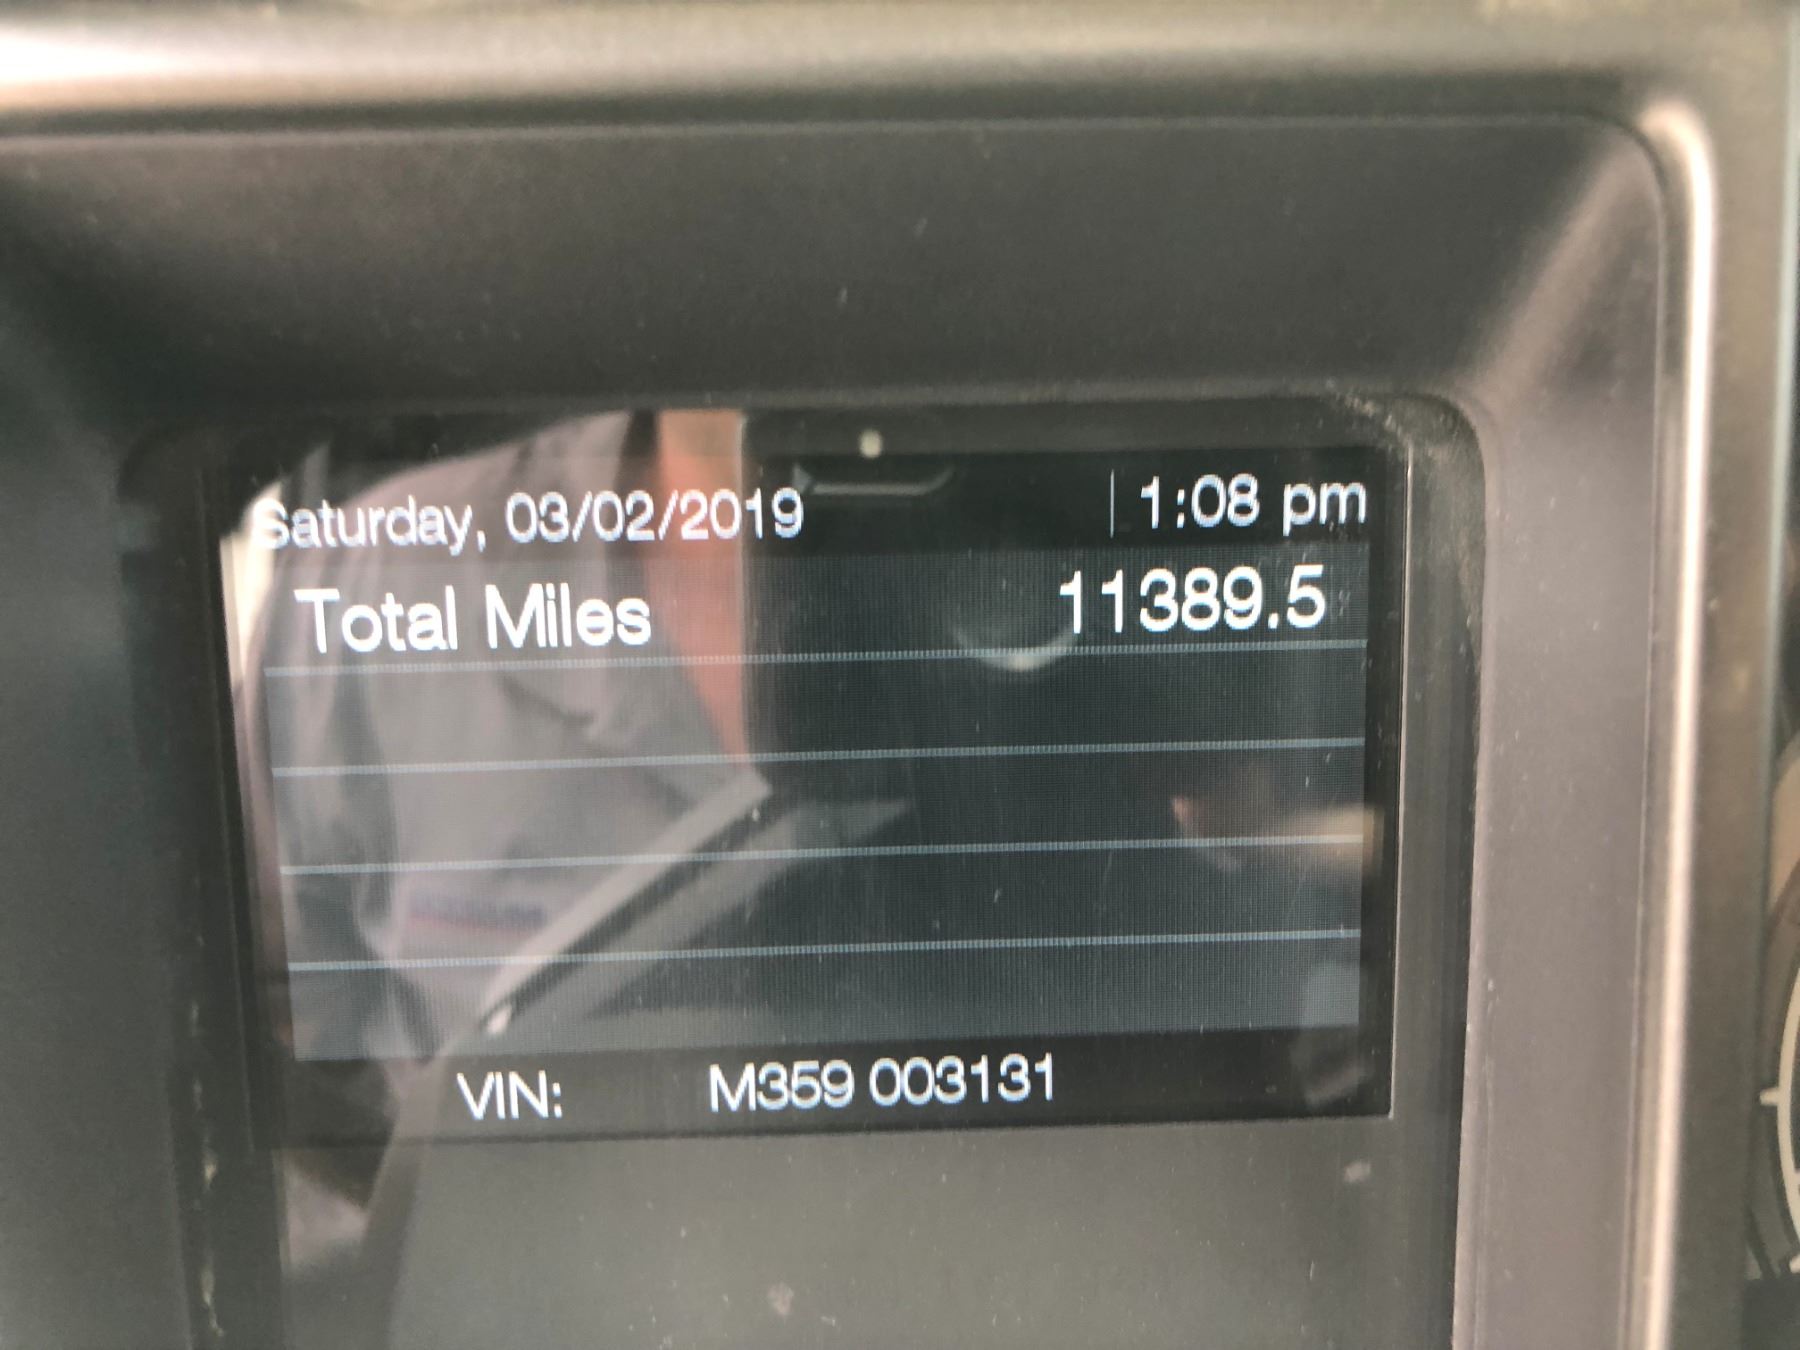 Saturday, 03/02/2019 1:08 pm
Total Miles 11389.5
VIN: M359 003131